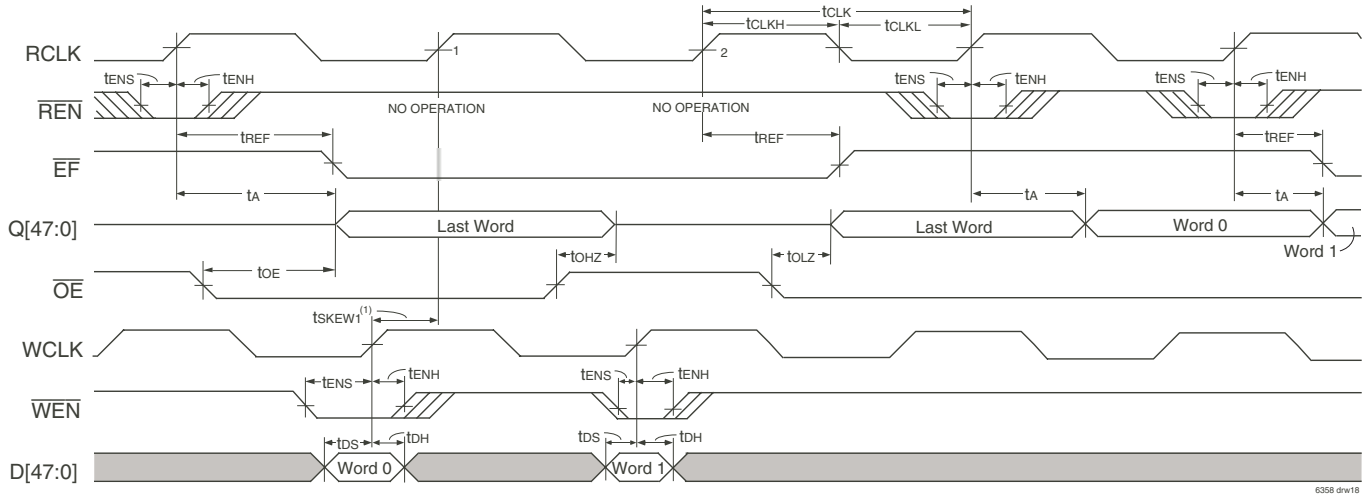 tCLK
tCLKH tCLKL
RCLK 1 2
tENS tENH tENS tENH tENS tENH
REN NO OPERATION NO OPERATION
tREF tREF tREF
EF
tA tA tA
Q[47:0] Last Word Last Word Word 0
Word 1
tOHZ tOLZ
tOE
OE
tSKEW1(1)
WCLK
tENS tENH tENS tENH
WEN
tDS tDH tDS tDH
D[47:0] Word 0 Word 1
6358 drw18